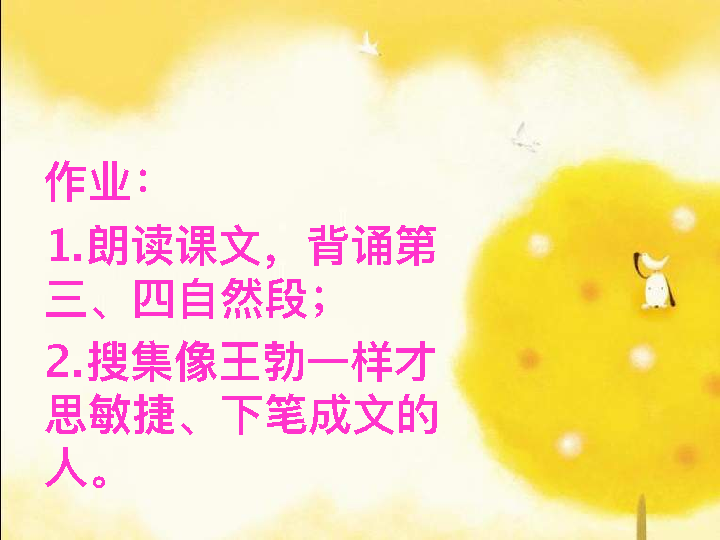 作业：
1.朗读课文，背诵第
三、四自然段；
2.搜集像王勃一样才
思敏捷、下笔成文的
人。